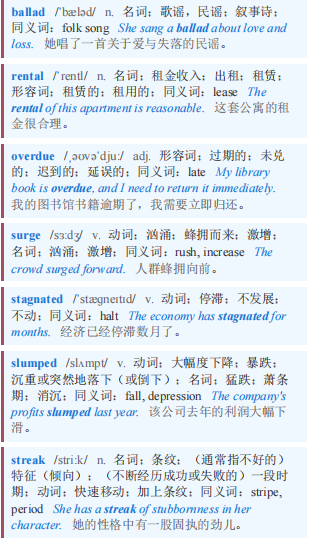 ballad /ˈbæləd/ n. 名词；歌谣，民谣；叙事诗；
同义词：folk song She sang a ballad about love and
loss. 她唱了一首关于爱与失落的民谣。
rental /ˈrentl/ n. 名词；租金收入；出租；租赁；
形容词：租赁的；租用的；同义词：lease The
rental of this apartment is reasonable. 这套公寓的租
金很合理。
overdue /ˌəʊvəˈdjuː/ adj. 形容词；过期的；未兑
的；迟到的；延误的；同义词：late My library
book is overdue, and I need to return it immediately.
我的图书馆书籍逾期了，我需要立即归还。
surge /sɜːdʒ/ v. 动词；汹涌；蜂拥而来；激增；
名词；汹涌；激增；同义词：rush, increase The
crowd surged forward. 人群蜂拥向前。
stagnated /ˈstæɡneɪtɪd/ v. 动词；停滞；不发展；
不动；同义词：halt The economy has stagnated for
months. 经济已经停滞数月了。
slumped /slʌmpt/ v. 动词；大幅度下降；暴跌；
沉重或突然地落下（或倒下）；名词；猛跌；萧条
期；消沉；同义词：fall, depression The company's
profits slumped last year. 该公司去年的利润大幅下
滑。
streak /striːk/ n. 名词；条纹；（通常指不好的）
特征（倾向）；（不断经历成功或失败的）一段时
期；动词；快速移动；加上条纹；同义词：stripe,
period She has a streak of stubbornness in her
character. 她的性格中有一股固执的劲儿。